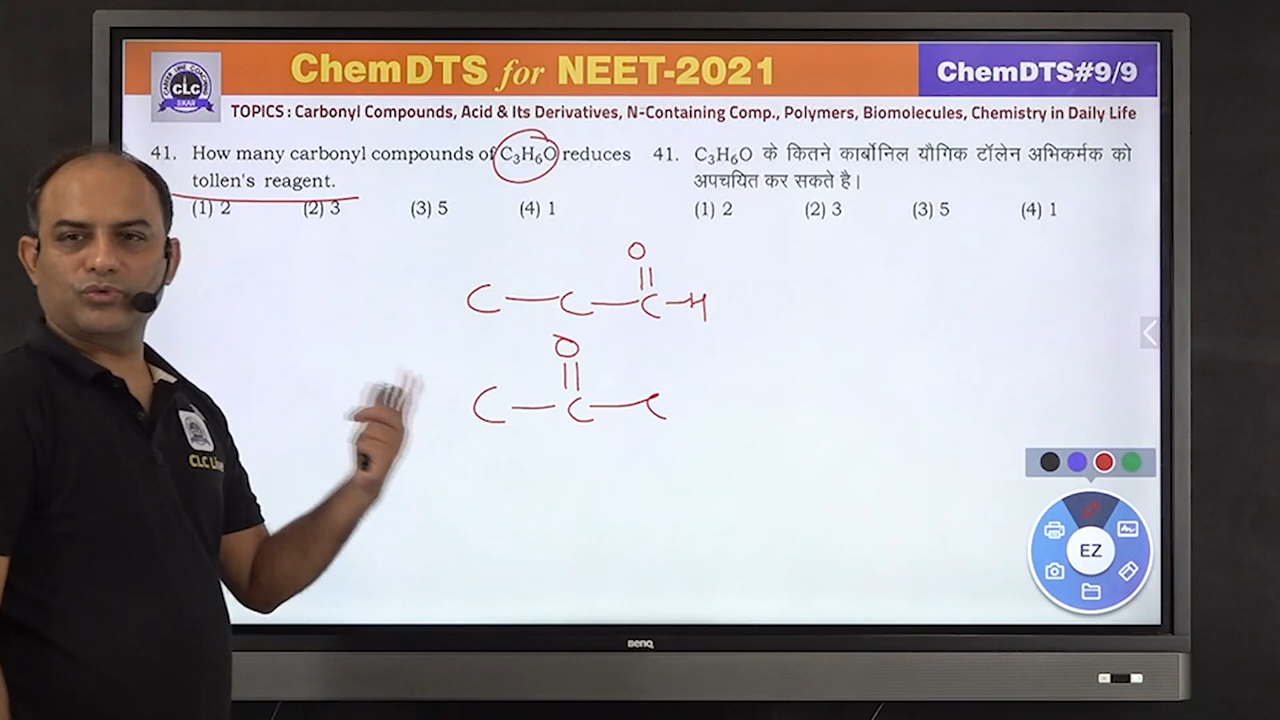 ChemDTS for NEET-2021
ChemDTS#9/9
CLC
SIKAR
TOPICS : Carbonyl Compounds, Acid & Its Derivatives, N-Containing Comp., Polymers, Biomolecules, Chemistry in Daily Life
41. How many carbonyl compounds of C₃H₆O reduces
tollen's reagent.
(1) 2 (2) 3 (3) 5 (4) 1
41. C₃H₆O के कितने कार्बोनिल यौगिक टॉलेन अभिकर्मक को
अपचयित कर सकते है।
(1) 2 (2) 3 (3) 5 (4) 1
O
C — C — C — H
O
C — C — C
CLC Li
EZ
BenQ